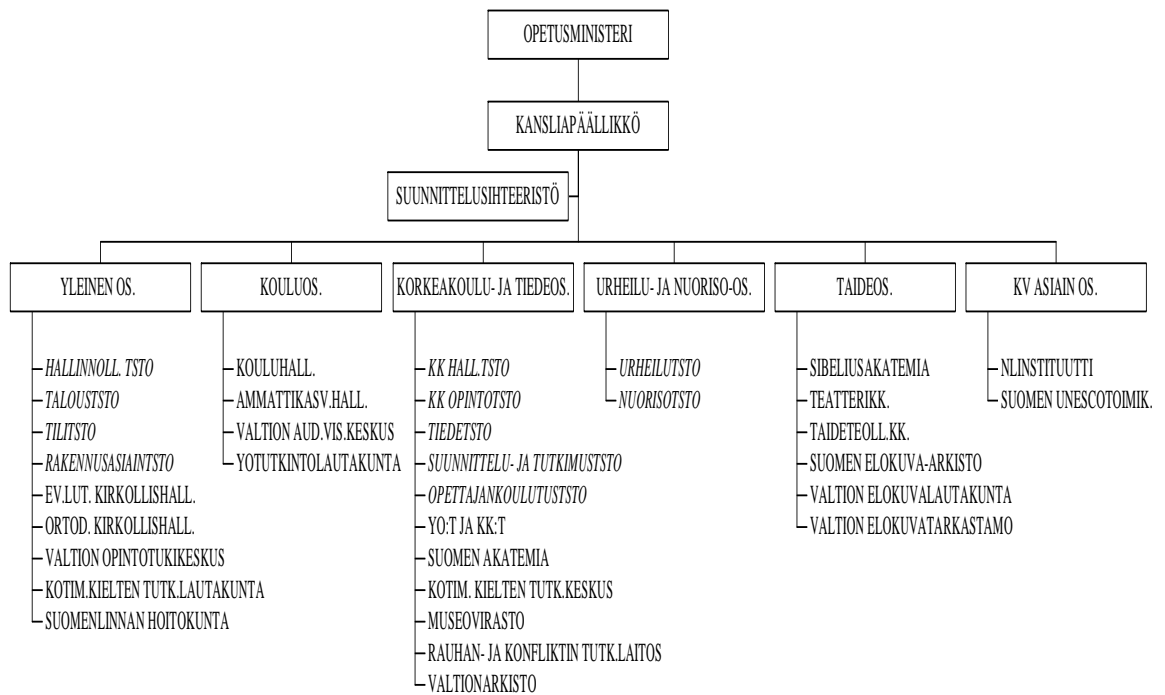 OPETUSMINISTERI
KANSLIAPÄÄLLIKKÖ
SUUNNITTELUSIHTEERISTÖ
YLEINEN OS.
HALLINNOLL. TSTO
TALOUSTSTO
TILITSTO
RAKENNUSASIAINTSTO
EV.LUT. KIRKOLLISHALL.
ORTOD. KIRKOLLISHALL.
VALTION OPINTOTUKIKESKUS
KOTIM.KIELTEN TUTK.LAUTAKUNTA
SUOMENLINNAN HOITOKUNTA
KOULUOS.
KOULUHALL.
AMMATTIKASV.HALL.
VALTION AUD.VIS.KESKUS
YOTUTKINTOLAUTAKUNTA
KORKEAKOULU- JA TIEDEOS.
KK HALL.TSTO
KK OPINTOTSTO
TIEDETSTO
SUUNNITTELU- JA TUTKIMUSTSTO
OPETTAJANKOULUTUSTSTO
YO:T JA KK:T
SUOMEN AKATEMIA
KOTIM. KIELTEN TUTK.KESKUS
MUSEOVIRASTO
RAUHAN- JA KONFLIKTIN TUTK.LAITOS
VALTIONARKISTO
URHEILU- JA NUORISO-OS.
URHEILUTSTO
NUORISOTSTO
TAIDEOS.
SIBELIUSAKATEMIA
TEATTERIKK.
TAIDETEOLL.KK.
SUOMEN ELOKUVA-ARKISTO
VALTION ELOKUVALAUTAKUNTA
VALTION ELOKUVATARKASTAMO
KV ASIAIN OS.
NLINSTITUUTTI
SUOMEN UNESCOTOIMIK.